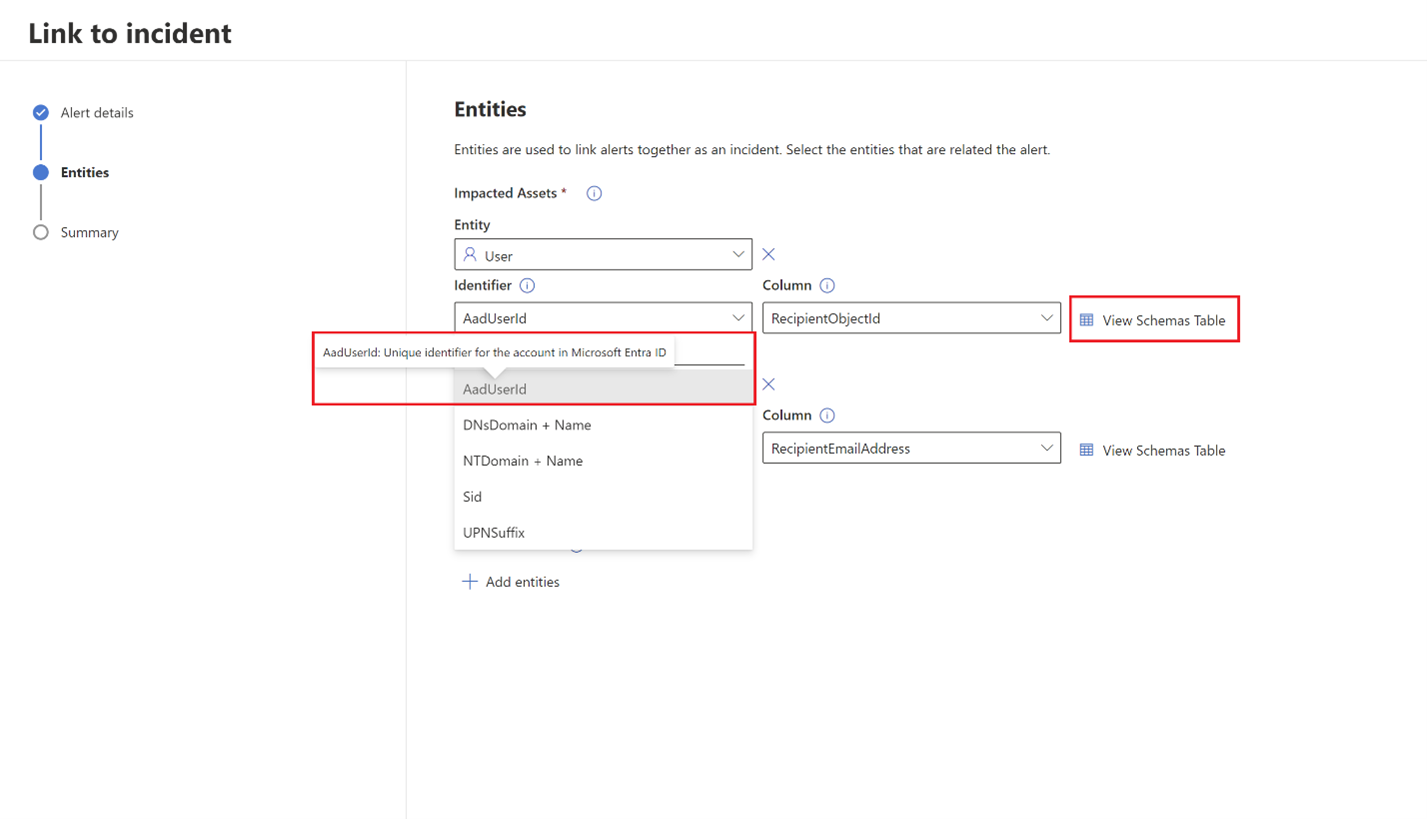 Link to incident
Alert details
Entities
Summary
Entities
Entities are used to link alerts together as an incident. Select the entities that are related the alert.
Impacted Assets *
Entity
User
Identifier
Column
AadUserId
RecipientObjectId
View Schemas Table
AadUserId: Unique identifier for the account in Microsoft Entra ID
AadUserId
DNsDomain + Name
Column
NTDomain + Name
RecipientEmailAddress
View Schemas Table
Sid
UPNSuffix
Add entities